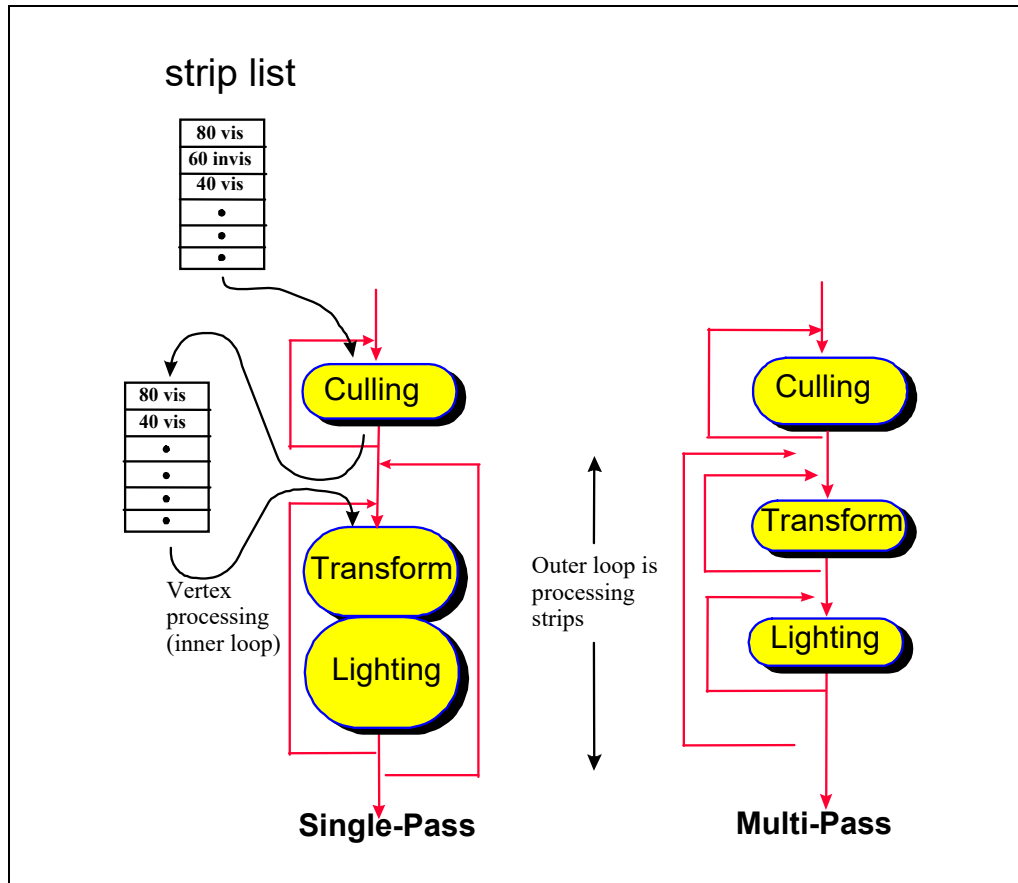 strip list
80 vis
60 invis
40 vis
Culling
80 vis
40 vis
Transform
Vertex
processing
(inner loop)
Lighting
Single-Pass
Outer loop is
processing
strips
Culling
Transform
Lighting
Multi-Pass